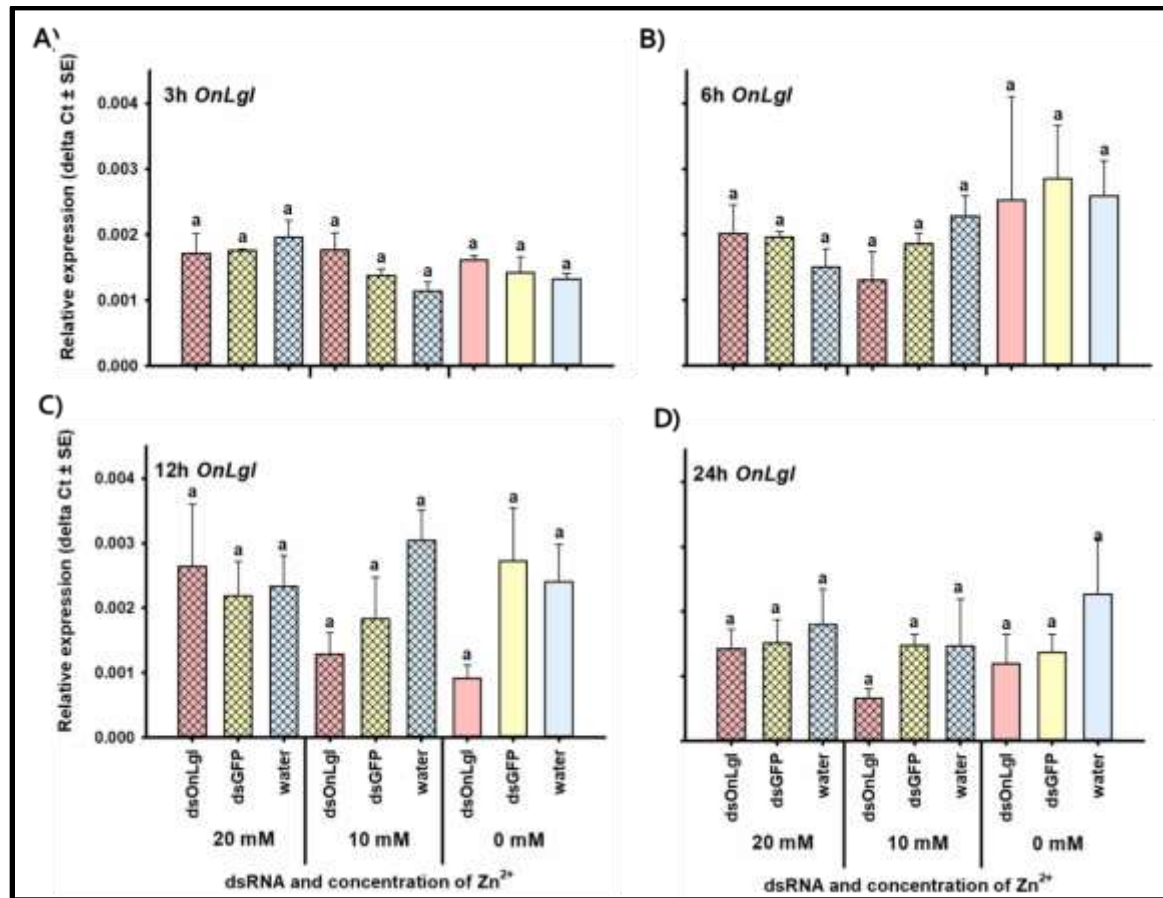 A)
3h OnLgl
Relative expression (delta Ct ± SE)
0.004
0.003
0.002
0.001
0.000
a a a a a a a a a
B)
6h OnLgl
a a a a a a a a a
C)
12h OnLgl
Relative expression (delta Ct ± SE)
0.004
0.003
0.002
0.001
0.000
a a a a a a a a a
dsOnLgl dsGFP water dsOnLgl dsGFP water dsOnLgl dsGFP water
20 mM 10 mM 0 mM
dsRNA and concentration of Zn²⁺
D)
24h OnLgl
a a a a a a a a a
dsOnLgl dsGFP water dsOnLgl dsGFP water dsOnLgl dsGFP water
20 mM 10 mM 0 mM
dsRNA and concentration of Zn²⁺